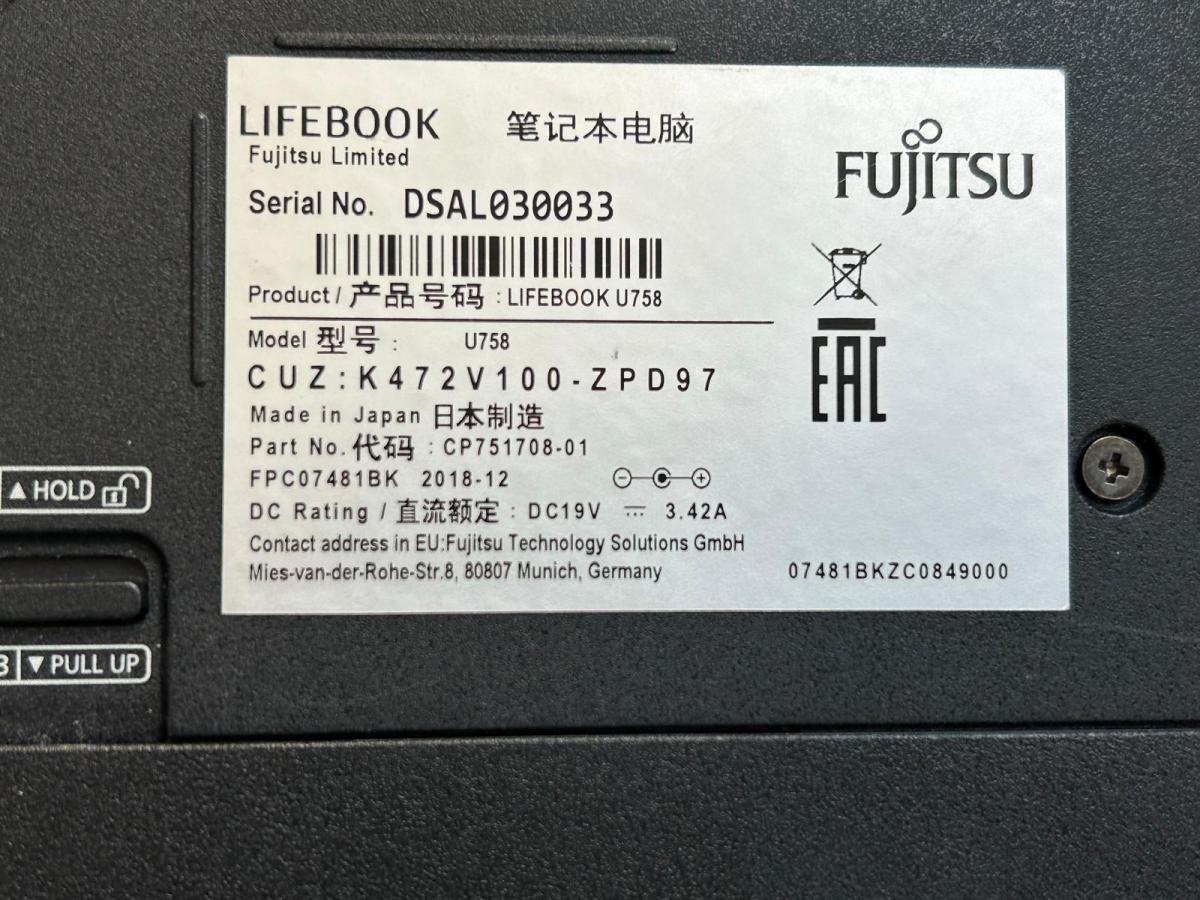 LIFEBOOK 笔记本电脑
Fujitsu Limited
FUJITSU
Serial No. DSAL030033
Product / 产品号码 : LIFEBOOK U758
Model 型号 : U758
CUZ:K472V100-ZPD97
EAC
Made in Japan 日本制造
Part No. 代码 : CP751708-01
FPC07481BK 2018-12
DC Rating / 直流额定 : DC19V ⎓ 3.42A
Contact address in EU:Fujitsu Technology Solutions GmbH
Mies-van-der-Rohe-Str.8, 80807 Munich, Germany
07481BKZC0849000
▲ HOLD
▼ PULL UP